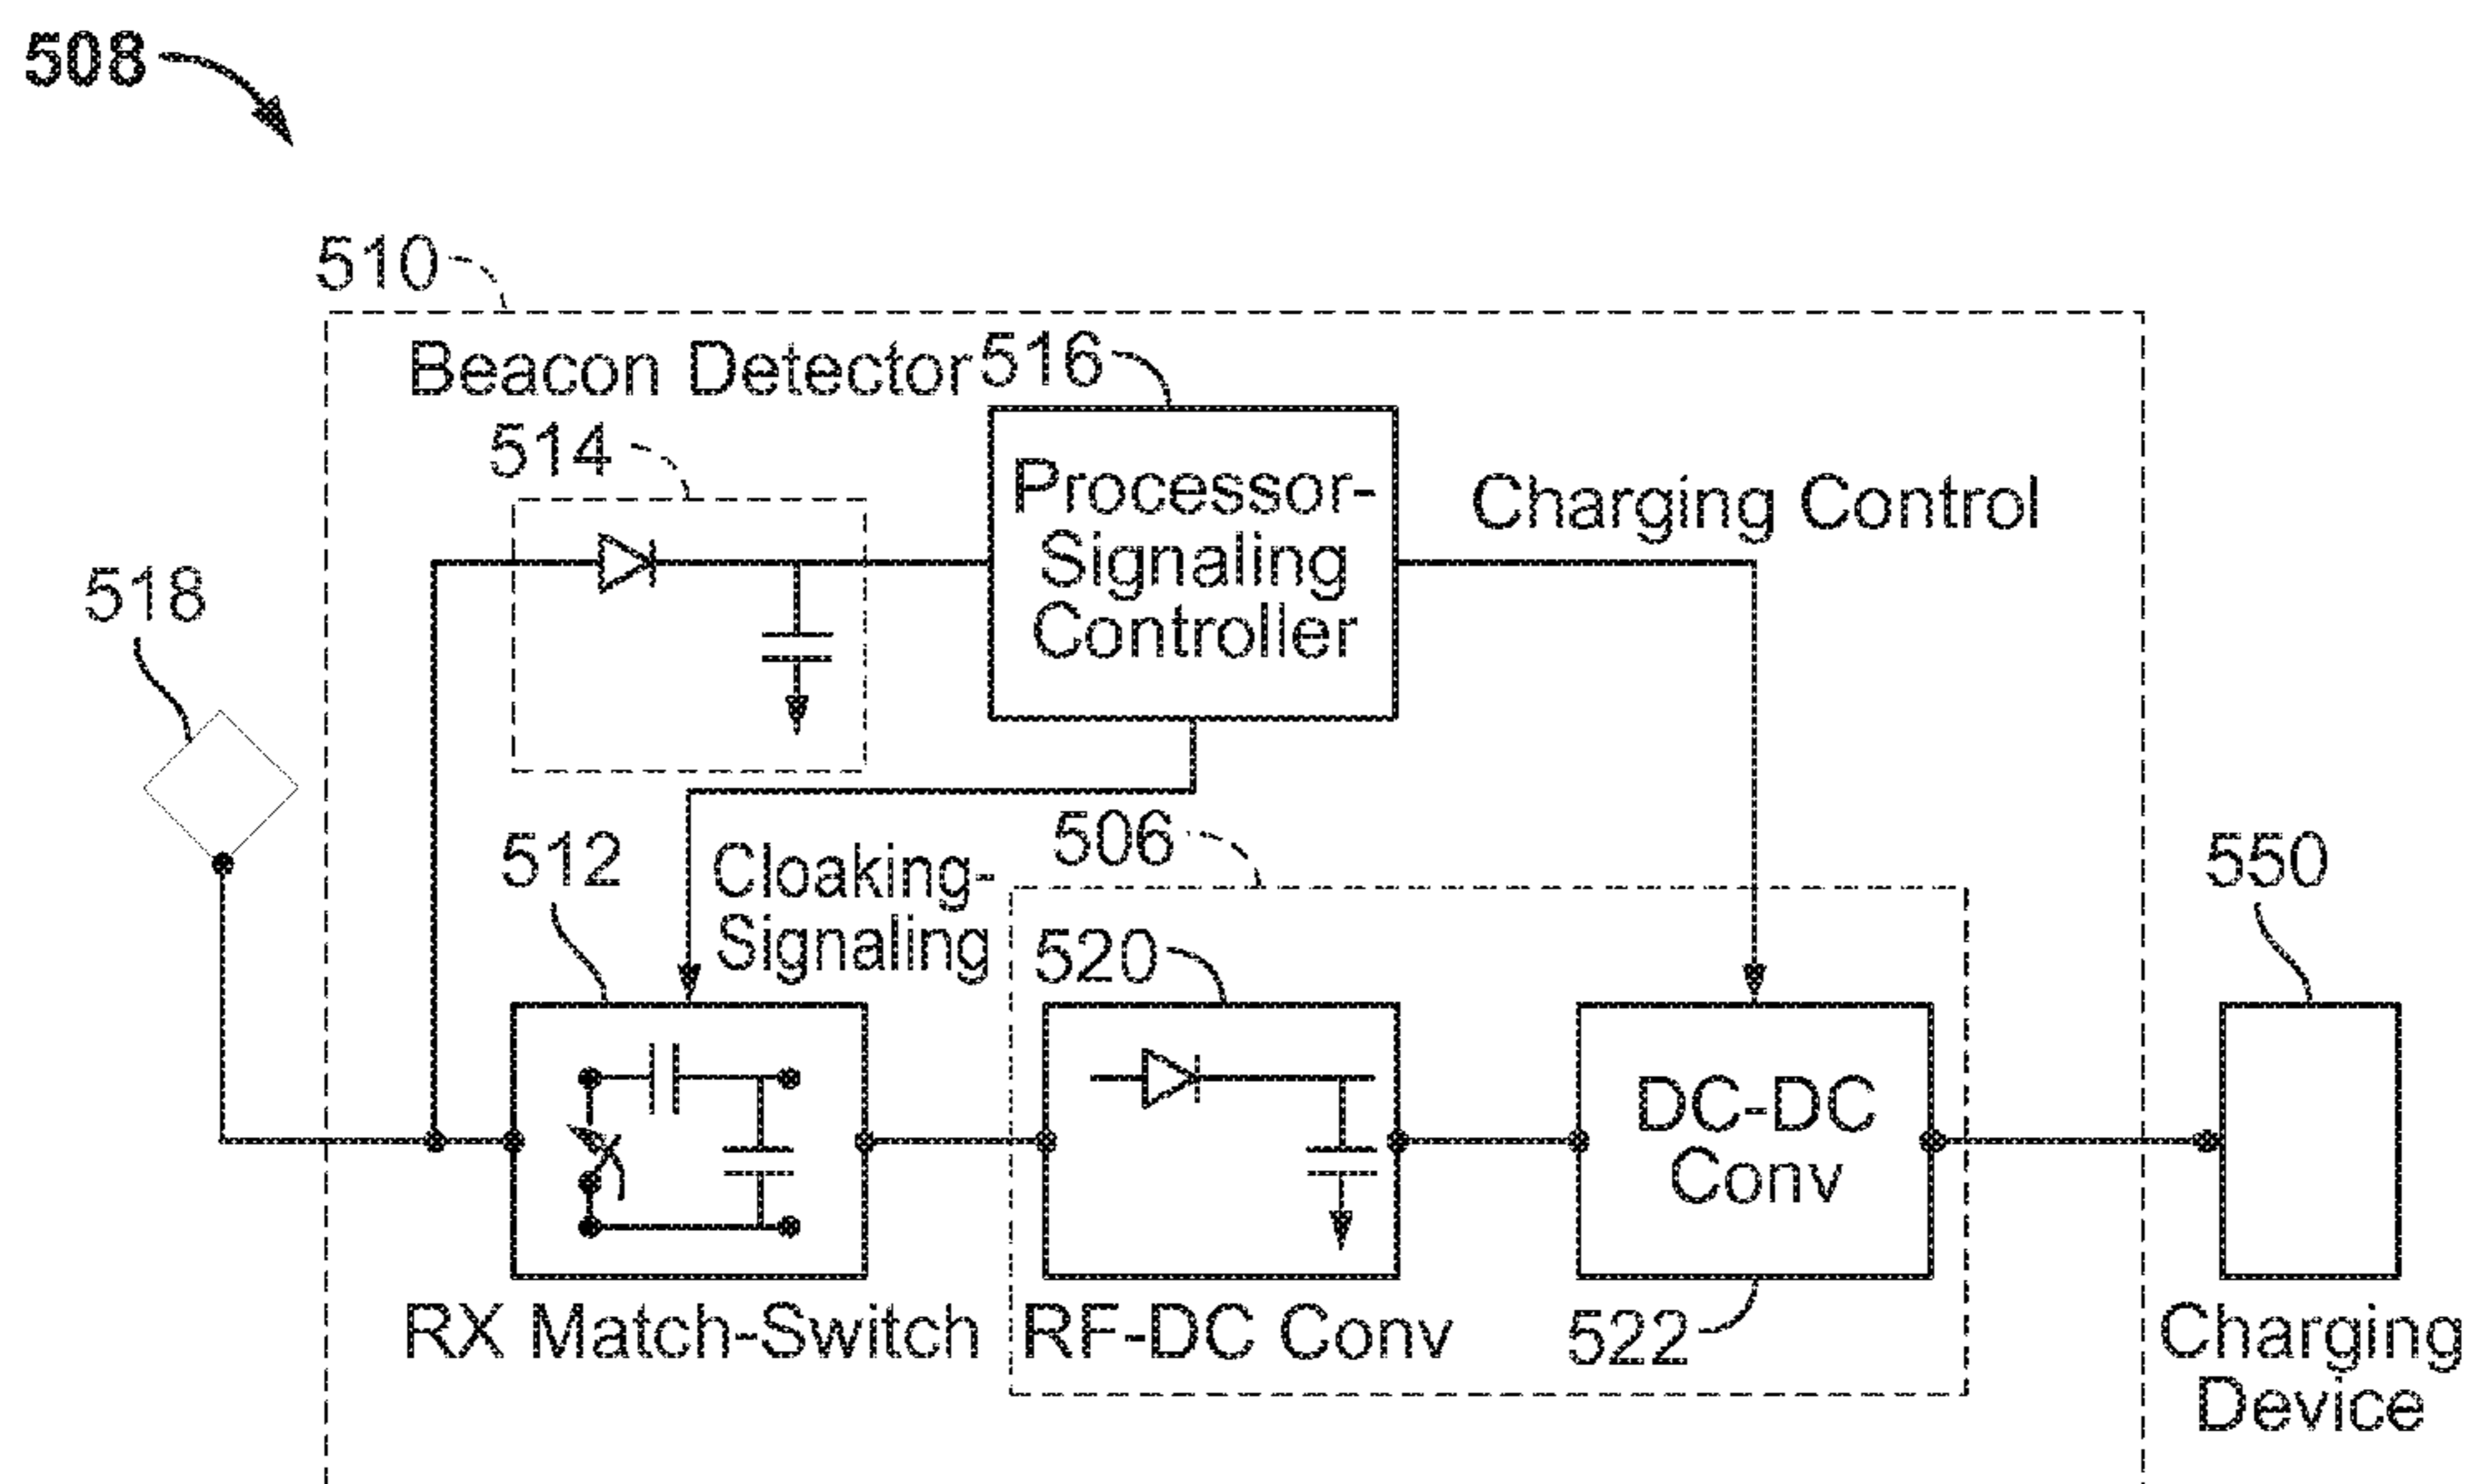 508
510
Beacon Detector
516
514
Processor-
Signaling
Controller
Charging Control
518
512
Cloaking-
Signaling
506
520
550
DC-DC
Conv
RX Match-Switch
RF-DC Conv
522
Charging
Device